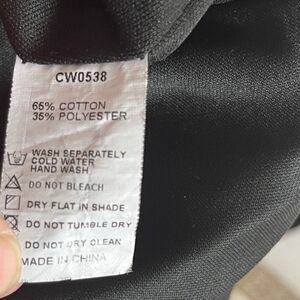 CW0538
65% COTTON
35% POLYESTER
WASH SEPARATELY
COLD WATER
HAND WASH
DO NOT BLEACH
DRY FLAT IN SHADE
DO NOT TUMBLE DRY
DO NOT DRY CLEAN
MADE IN CHINA